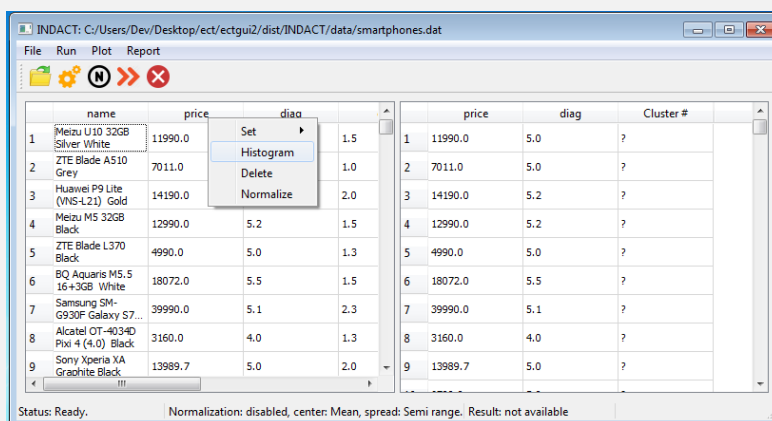 INDACT: C:/Users/Dev/Desktop/ect/ectgui2/dist/INDACT/data/smartphones.dat
File Run Plot Report
N
name price diag
price diag Cluster #
1 Meizu U10 32GB Silver White 11990.0 1.5
1 11990.0 5.0 ?
Set
Histogram
Delete
Normalize
2 ZTE Blade A510 Grey 7011.0 1.0
2 7011.0 5.0 ?
3 Huawei P9 Lite (VNS-L21) Gold 14190.0 2.0
3 14190.0 5.2 ?
4 Meizu M5 32GB Black 12990.0 5.2 1.5
4 12990.0 5.2 ?
5 ZTE Blade L370 Black 4990.0 5.0 1.3
5 4990.0 5.0 ?
6 BQ Aquaris M5.5 16+3GB White 18072.0 5.5 1.5
6 18072.0 5.5 ?
7 Samsung SM-G930F Galaxy S7... 39990.0 5.1 2.3
7 39990.0 5.1 ?
8 Alcatel OT-4034D Pixi 4 (4.0) Black 3160.0 4.0 1.3
8 3160.0 4.0 ?
9 Sony Xperia XA Graphite Black 13989.7 5.0 2.0
9 13989.7 5.0 ?
Status: Ready. Normalization: disabled, center: Mean, spread: Semi range. Result: not available